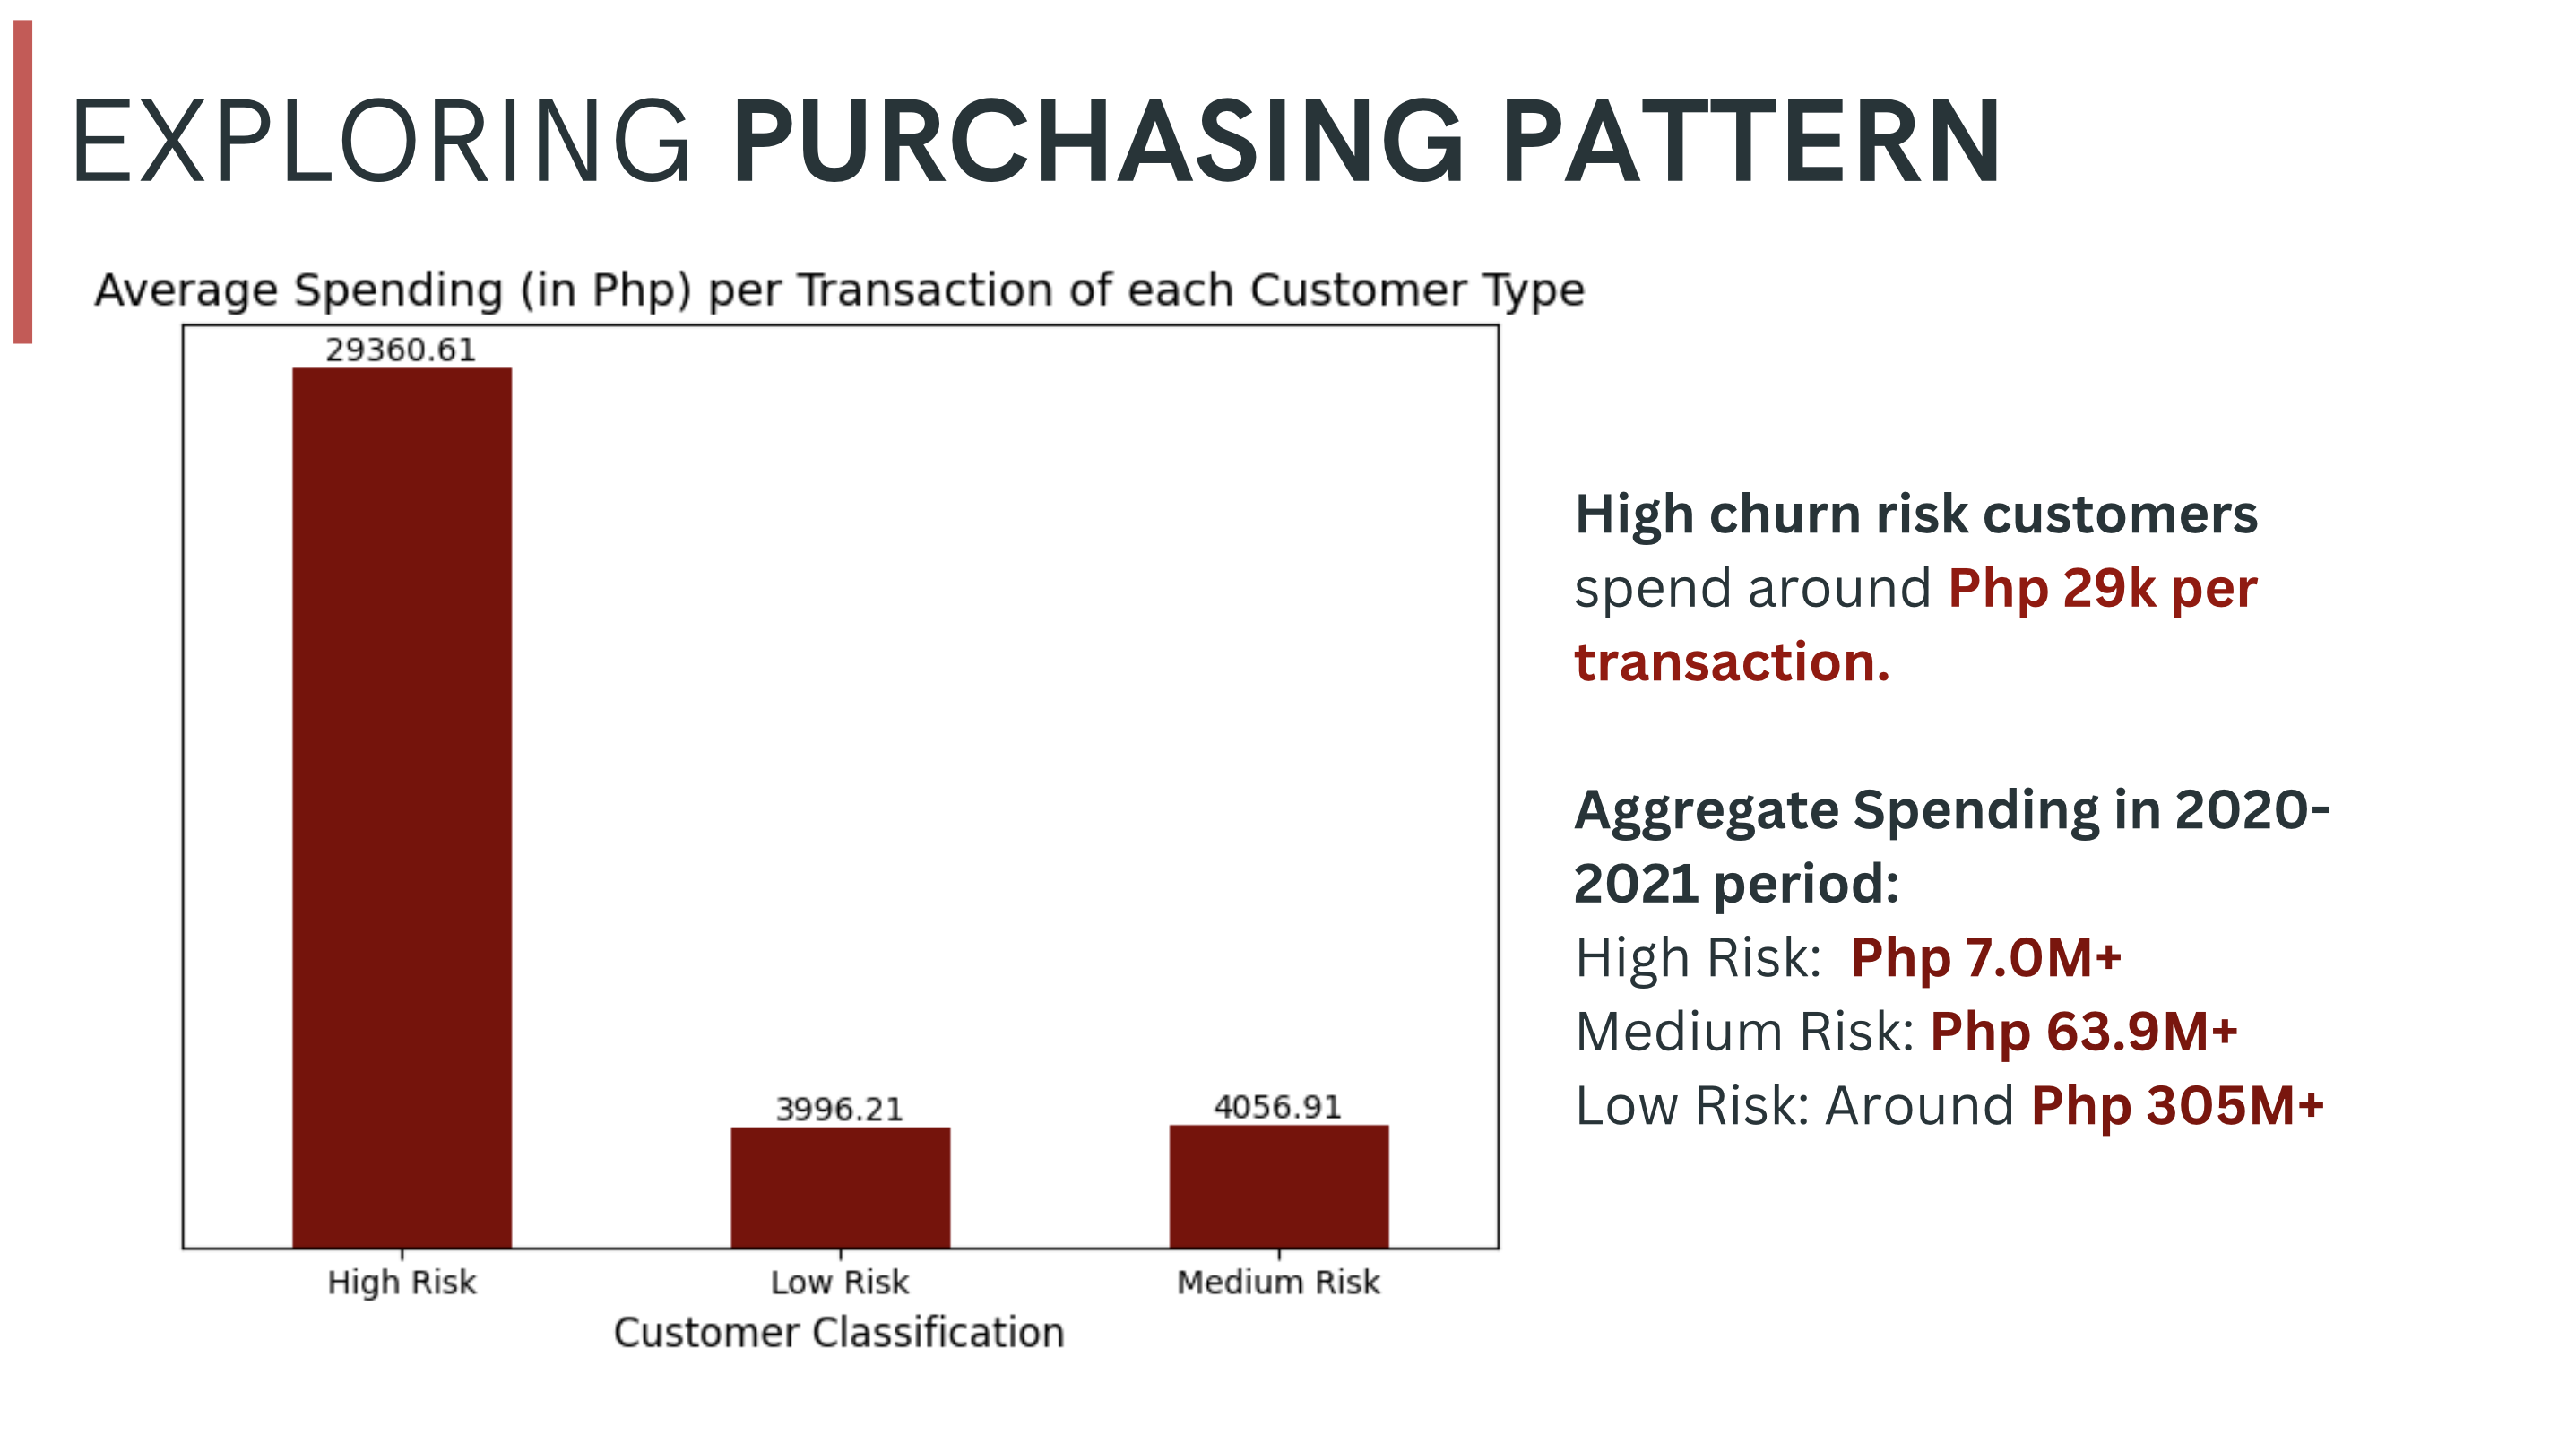 EXPLORING PURCHASING PATTERN
Average Spending (in Php) per Transaction of each Customer Type
29360.61
3996.21
4056.91
High Risk
Low Risk
Medium Risk
Customer Classification
High churn risk customers
spend around Php 29k per
transaction.
Aggregate Spending in 2020-
2021 period:
High Risk: Php 7.0M+
Medium Risk: Php 63.9M+
Low Risk: Around Php 305M+